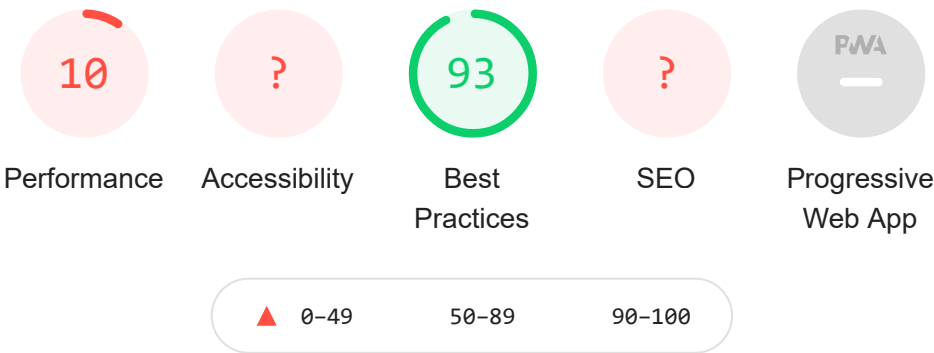 10
?
93
?
PWA
Performance
Accessibility
Best
Practices
SEO
Progressive
Web App
0–49
50–89
90–100